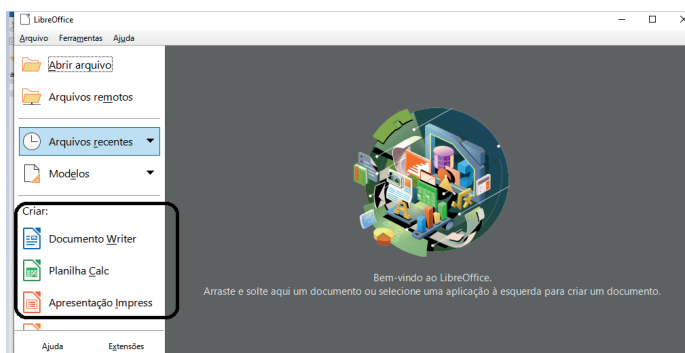 LibreOffice
Arquivo Ferramentas Ajuda
Abrir arquivo
Arquivos remotos
Arquivos recentes
Modelos
Criar:
Documento Writer
Planilha Calc
Apresentação Impress
Bem-vindo ao LibreOffice.
Arraste e solte aqui um documento ou selecione uma aplicação à esquerda para criar um documento.
Ajuda Extensões